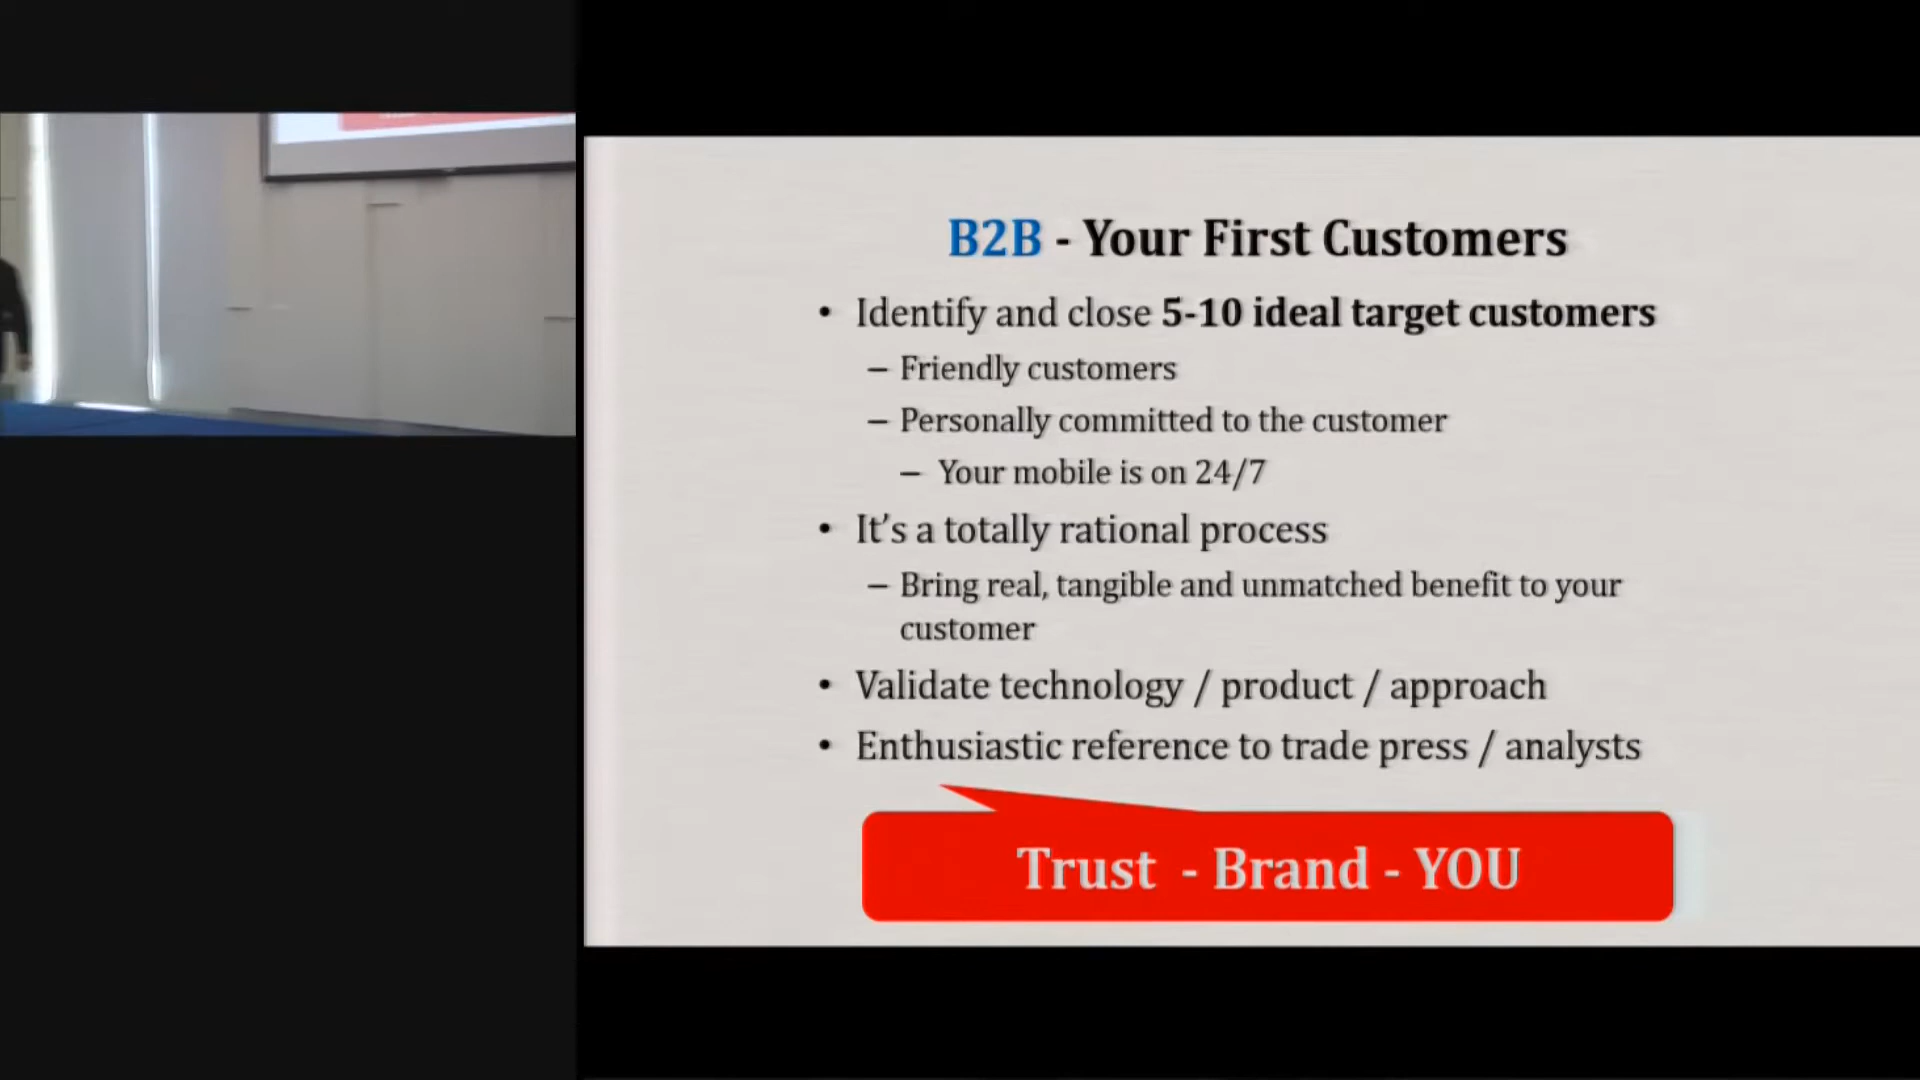 B2B - Your First Customers
• Identify and close 5-10 ideal target customers
– Friendly customers
– Personally committed to the customer
– Your mobile is on 24/7
• It's a totally rational process
– Bring real, tangible and unmatched benefit to your
customer
• Validate technology / product / approach
• Enthusiastic reference to trade press / analysts
Trust - Brand - YOU